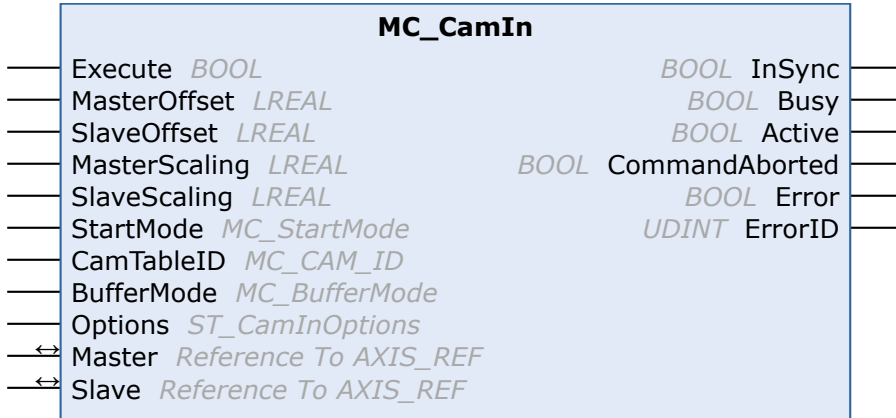 MC_CamIn
Execute BOOL BOOL InSync
MasterOffset LREAL BOOL Busy
SlaveOffset LREAL BOOL Active
MasterScaling LREAL BOOL CommandAborted
SlaveScaling LREAL BOOL Error
StartMode MC_StartMode UDINT ErrorID
CamTableID MC_CAM_ID
BufferMode MC_BufferMode
Options ST_CamInOptions
↔ Master Reference To AXIS_REF
↔ Slave Reference To AXIS_REF